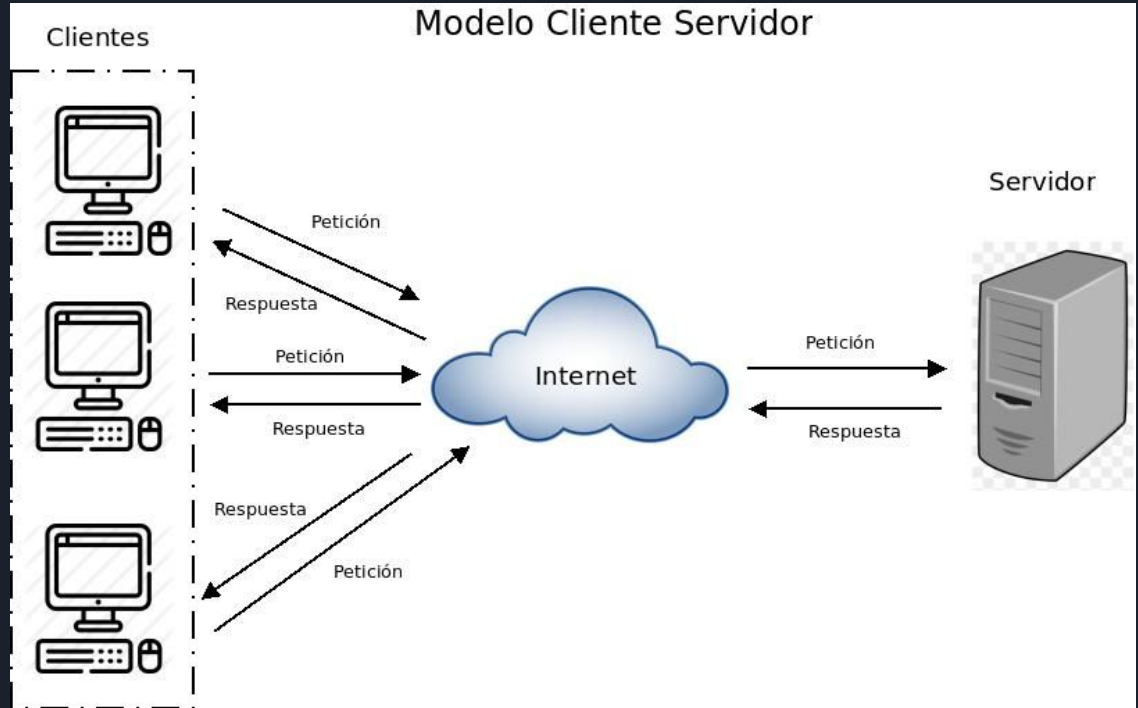 Modelo Cliente Servidor
Clientes
Servidor
Petición
Respuesta
Petición
Respuesta
Internet
Petición
Respuesta
Respuesta
Petición